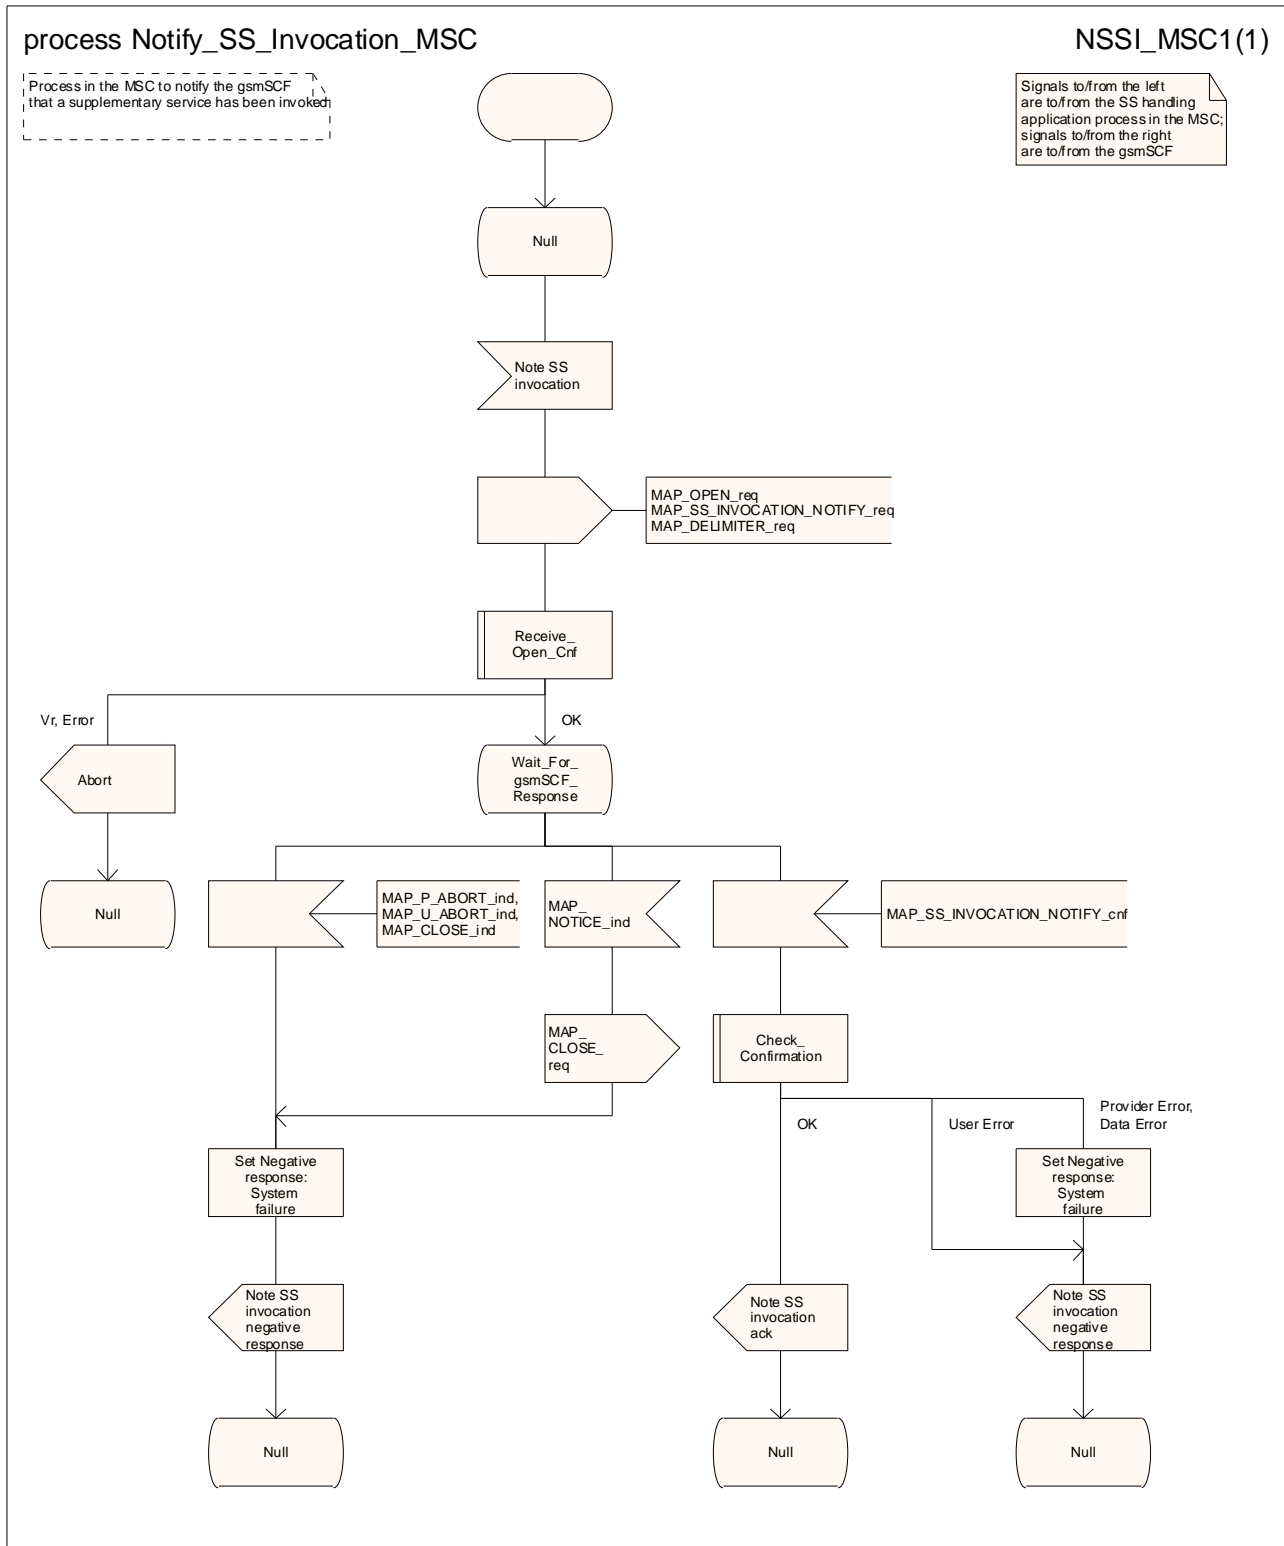 process Notify_SS_Invocation_MSC
NSSI_MSC1(1)
Process in the MSC to notify the gsmSCF
that a supplementary service has been invoked
Signals to/from the left
are to/from the SS handling
application process in the MSC;
signals to/from the right
are to/from the gsmSCF
Null
Note SS
invocation
MAP_OPEN_req
MAP_SS_INVOCATION_NOTIFY_req
MAP_DELIMITER_req
Receive_
Open_Cnf
Vr, Error
OK
Abort
Wait_For_
gsmSCF_
Response
Null
MAP_P_ABORT_ind,
MAP_U_ABORT_ind,
MAP_CLOSE_ind
MAP_
NOTICE_ind
MAP_SS_INVOCATION_NOTIFY_cnf
MAP_
CLOSE_
req
Check_
Confirmation
OK
User Error
Provider Error,
Data Error
Set Negative
response:
System
failure
Set Negative
response:
System
failure
Note SS
invocation
negative
response
Note SS
invocation
ack
Note SS
invocation
negative
response
Null
Null
Null